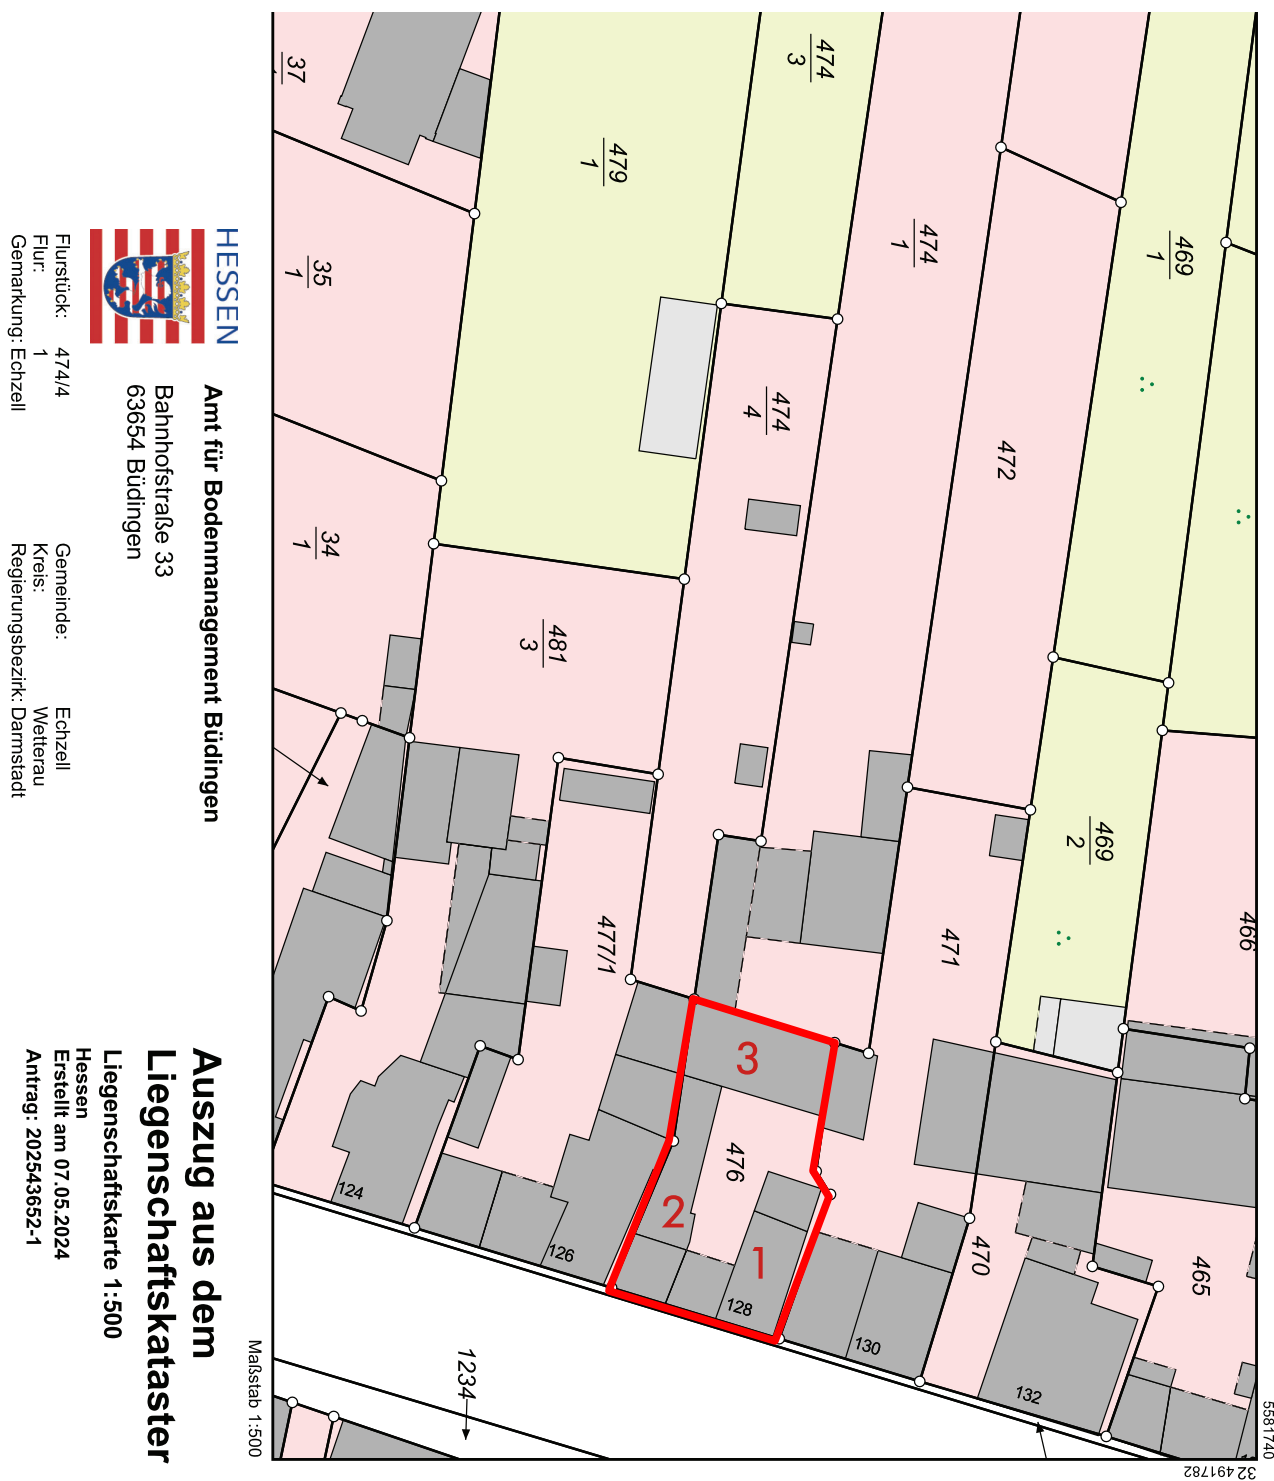 Auszug aus dem
Liegenschaftskataster
Liegenschaftskarte 1:500
Hessen
Erstellt am 07.05.2024
Antrag: 202543652-1
HESSEN
Amt für Bodenmanagement Büdingen
Bahnhofstraße 33
63654 Büdingen
Flurstück: 474/4
Flur: 1
Gemarkung: Echzell
Gemeinde: Echzell
Kreis: Wetterau
Regierungsbezirk: Darmstadt
Maßstab 1:500
5581740
32 491782
37
35
1
34
1
479
1
474
3
474
1
474
4
472
469
1
469
2
466
481
3
477/1
471
476
470
465
3
2
1
124
126
128
130
132
1234